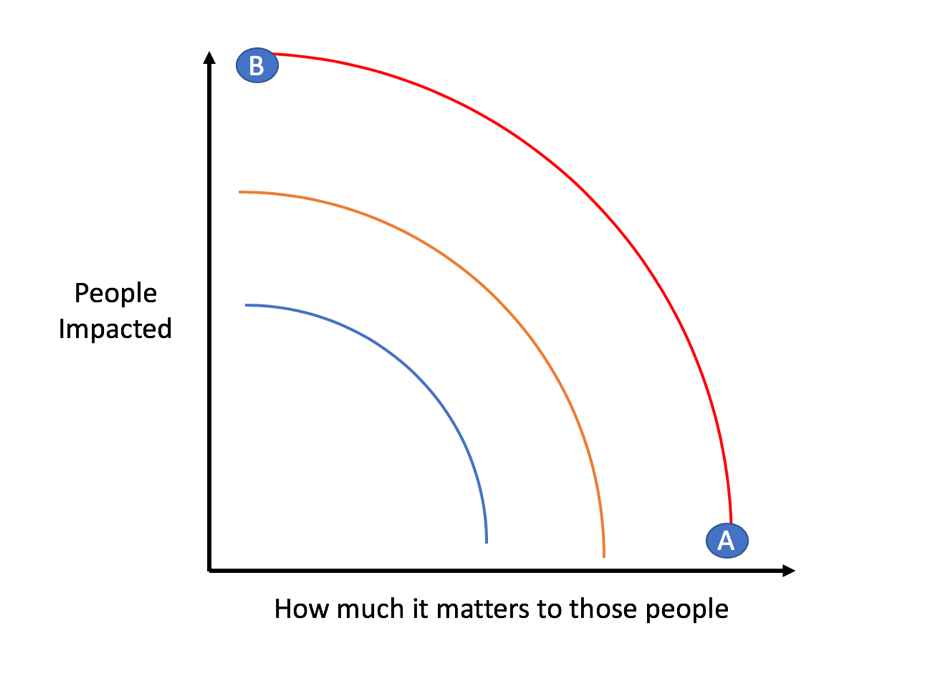 B
People
Impacted
A
How much it matters to those people